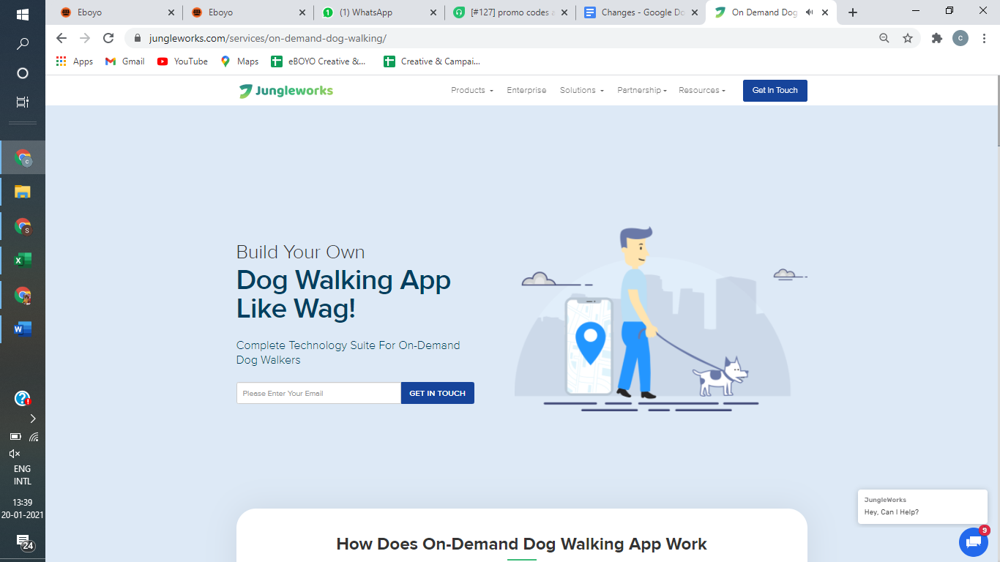 Eboyo
Eboyo
(1) WhatsApp
[#127] promo codes a
Changes - Google Do
On Demand Dog
jungleworks.com/services/on-demand-dog-walking/
c
Apps
Gmail
YouTube
Maps
eBOYO Creative &...
Creative & Campai...
Jungleworks
Products
Enterprise
Solutions
Partnership
Resources
Get In Touch
Build Your Own
Dog Walking App
Like Wag!
Complete Technology Suite For On-Demand
Dog Walkers
Please Enter Your Email
GET IN TOUCH
How Does On-Demand Dog Walking App Work
JungleWorks
Hey, Can I Help?
9
ENG
INTL
13:39
20-01-2021
24